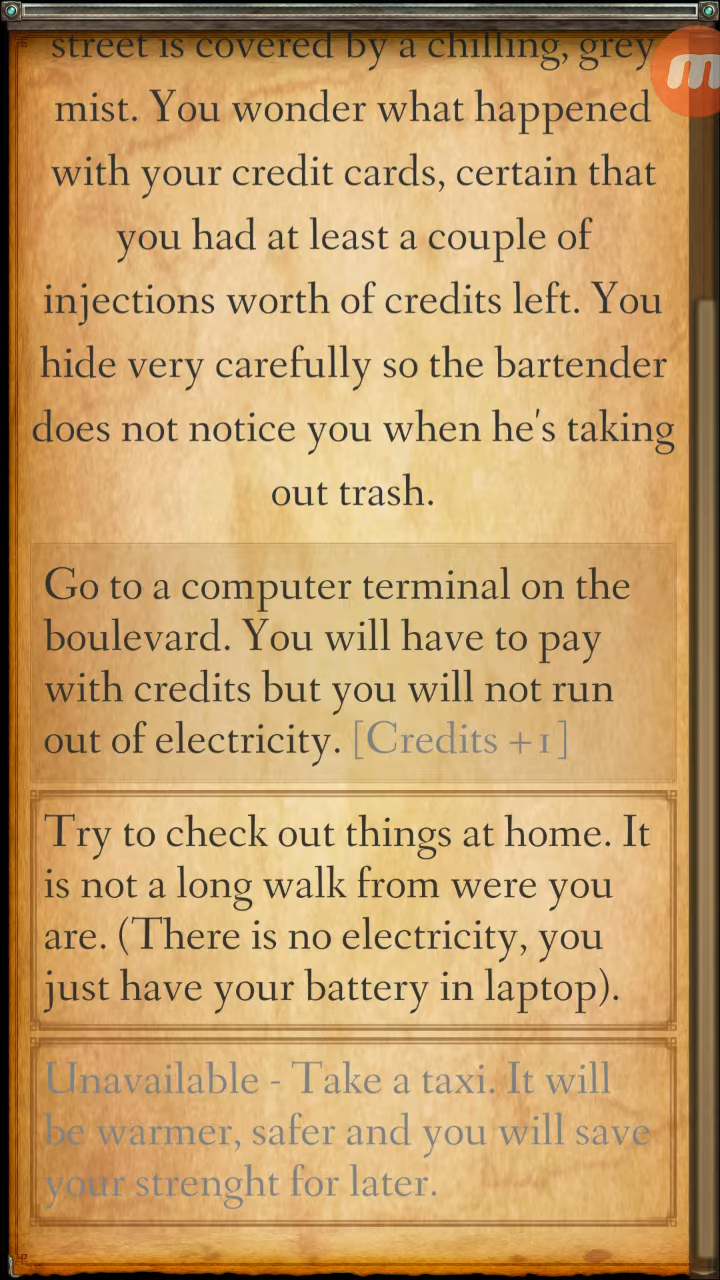 street is covered by a chilling, grey
mist. You wonder what happened
with your credit cards, certain that
you had at least a couple of
injections worth of credits left. You
hide very carefully so the bartender
does not notice you when he's taking
out trash.
Go to a computer terminal on the
boulevard. You will have to pay
with credits but you will not run
out of electricity. [Credits +1]
Try to check out things at home. It
is not a long walk from were you
are. (There is no electricity, you
just have your battery in laptop).
Unavailable - Take a taxi. It will
be warmer, safer and you will save
your strenght for later.